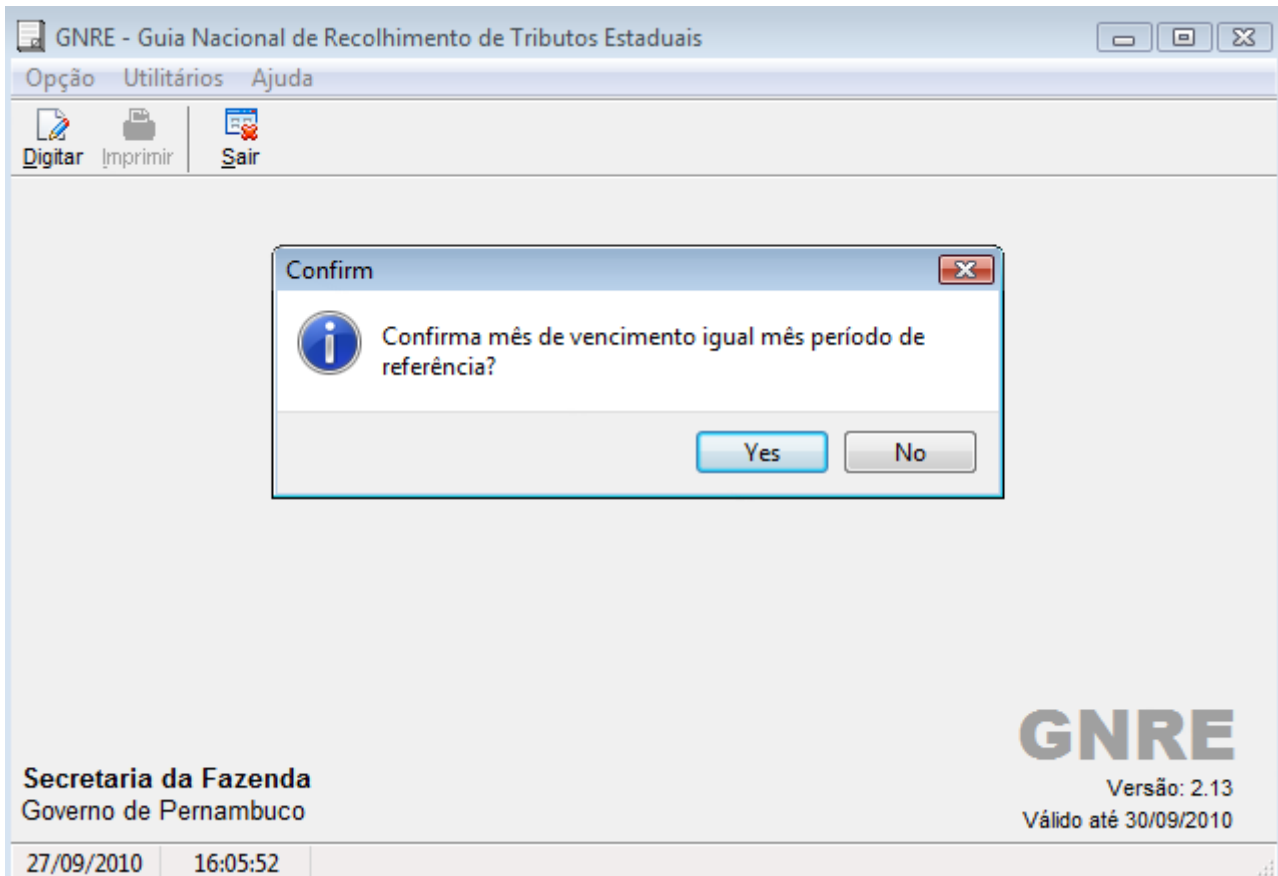 GNRE - Guia Nacional de Recolhimento de Tributos Estaduais
Opção Utilitários Ajuda
Digitar Imprimir Sair
Confirm
Confirma mês de vencimento igual mês período de
referência?
Yes No
GNRE
Secretaria da Fazenda
Versão: 2.13
Governo de Pernambuco
Válido até 30/09/2010
27/09/2010 16:05:52